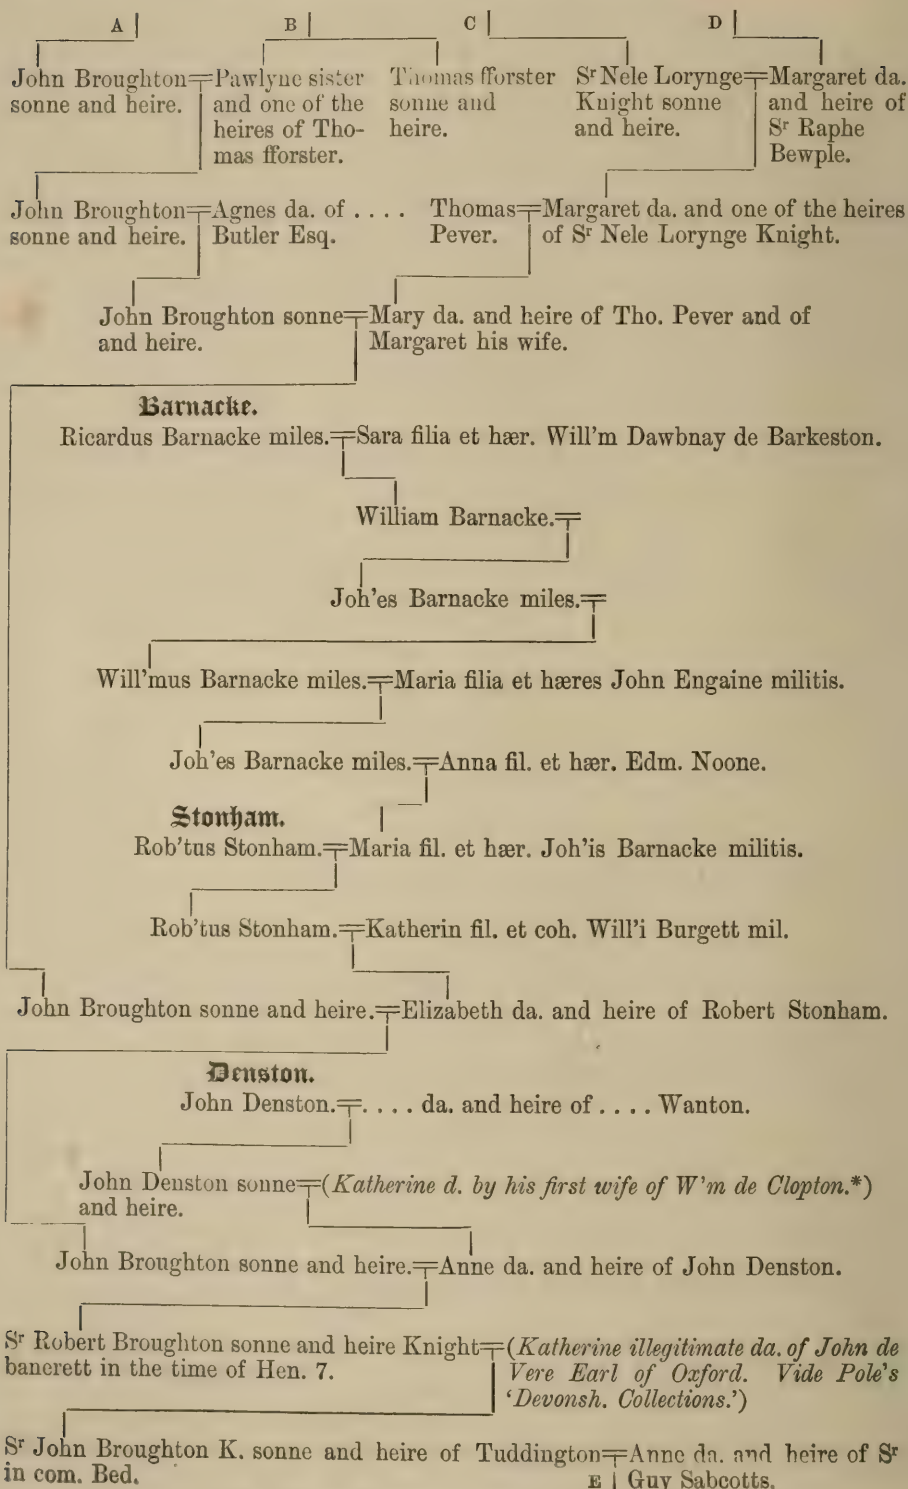 A B C D
John Broughton=Pawlyne sister Thomas fforster Sr Nele Lorynge=Margaret da.
sonne and heire. and one of the sonne and Knight sonne and heire of
heires of Tho- heire. and heire. Sr Raphe
mas fforster. Bewple.
John Broughton=Agnes da. of . . . . Thomas=Margaret da. and one of the heires
sonne and heire. Butler Esq. Pever. of Sr Nele Lorynge Knight.
John Broughton sonne=Mary da. and heire of Tho. Pever and of
and heire. Margaret his wife.
Barnacke.
Ricardus Barnacke miles.=Sara filia et hær. Will'm Dawbnay de Barkeston.
William Barnacke.=
Joh'es Barnacke miles.=
Will'mus Barnacke miles.=Maria filia et hæres John Engaine militis.
Joh'es Barnacke miles.=Anna fil. et hær. Edm. Noone.
Stonham.
Rob'tus Stonham.=Maria fil. et hær. Joh'is Barnacke militis.
Rob'tus Stonham.=Katherin fil. et coh. Will'i Burgett mil.
John Broughton sonne and heire.=Elizabeth da. and heire of Robert Stonham.
Denston.
John Denston.=. . . . da. and heire of . . . . Wanton.
John Denston sonne=(Katherine d. by his first wife of W'm de Clopton.*)
and heire.
John Broughton sonne and heire.=Anne da. and heire of John Denston.
Sr Robert Broughton sonne and heire Knight=(Katherine illegitimate da. of John de
banerett in the time of Hen. 7. Vere Earl of Oxford. Vide Pole's
'Devonsh. Collections.')
Sr John Broughton K. sonne and heire of Tuddington=Anne da. and heire of Sr
in com. Bed. E Guy Sabcotts.